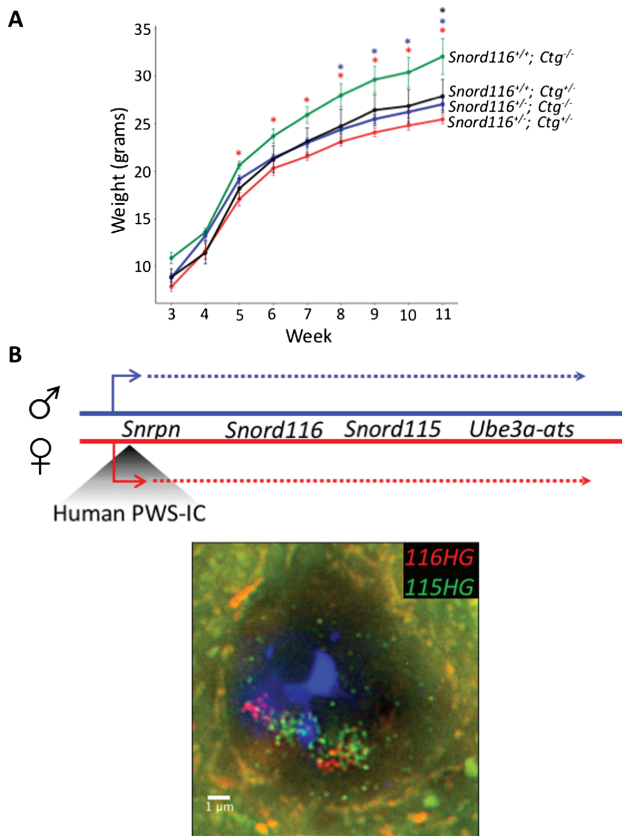 A
Weight (grams)
35
30
25
20
15
10
3 4 5 6 7 8 9 10 11
Week
* * * * * * * * * * * *
Snord116+/+; Ctg-/-
Snord116+/+; Ctg+/-
Snord116+/-; Ctg-/-
Snord116+/-; Ctg+/-
B
♂
Snrpn Snord116 Snord115 Ube3a-ats
♀
Human PWS-IC
116HG
115HG
1 μm